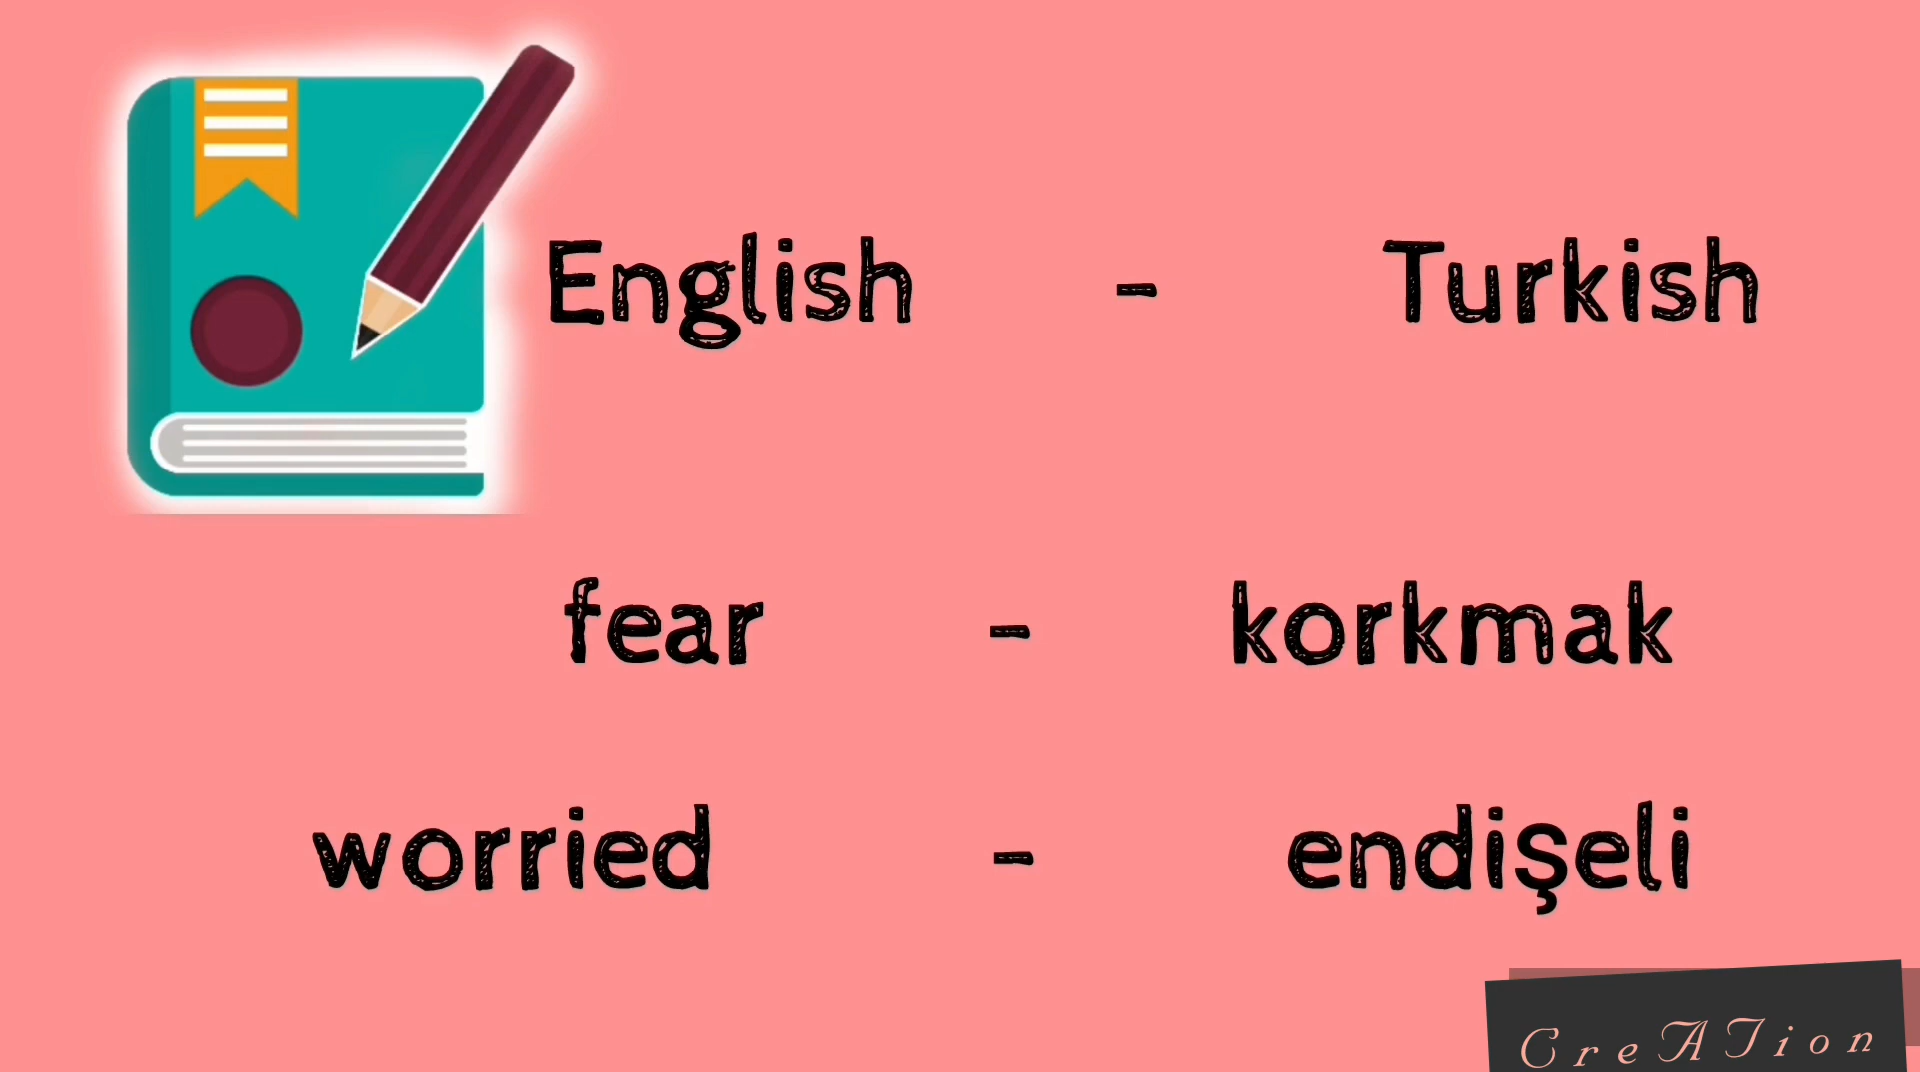 English - Turkish
fear - korkmak
worried - endişeli
CreATion